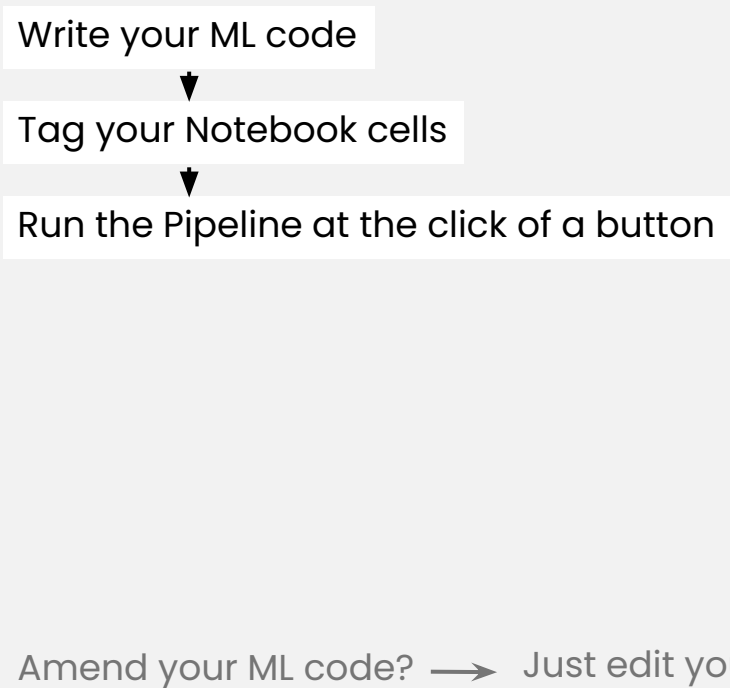 Write your ML code
Tag your Notebook cells
Run the Pipeline at the click of a button
Amend your ML code? Just edit